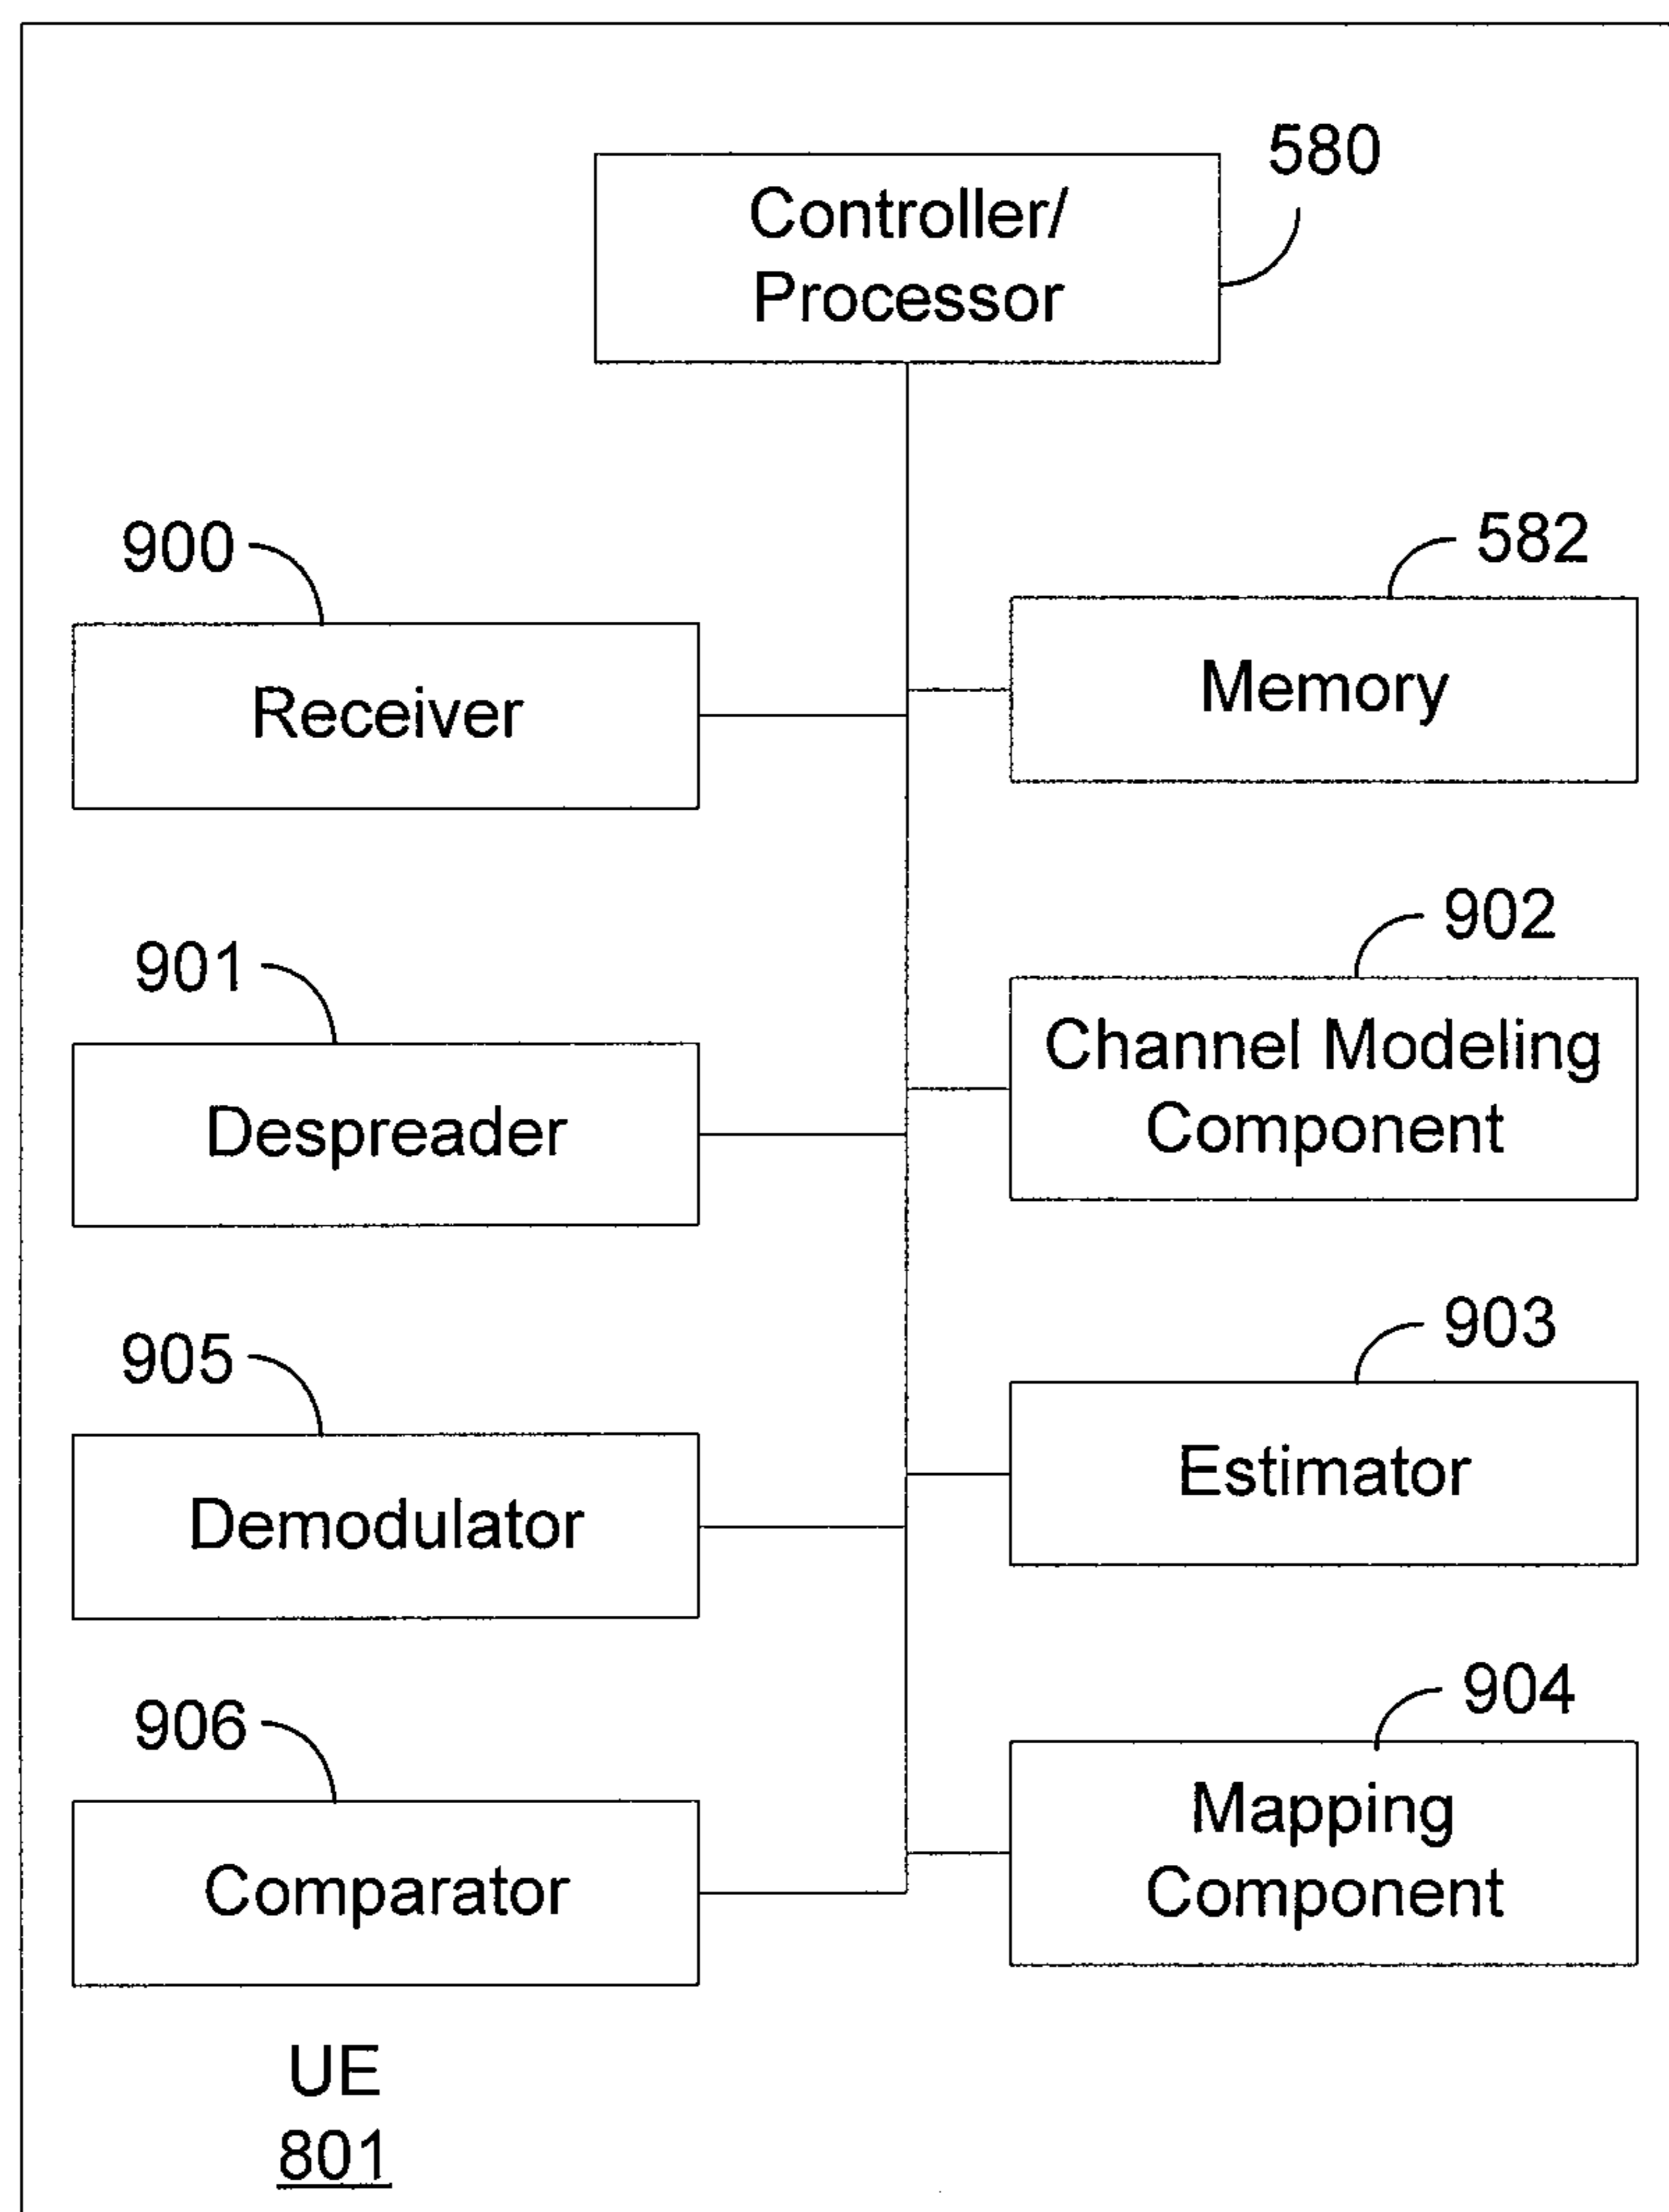 580
Controller/
Processor
900
582
Receiver
Memory
902
901
Channel Modeling
Component
Despreader
903
905
Estimator
Demodulator
904
906
Mapping
Component
Comparator
UE
801